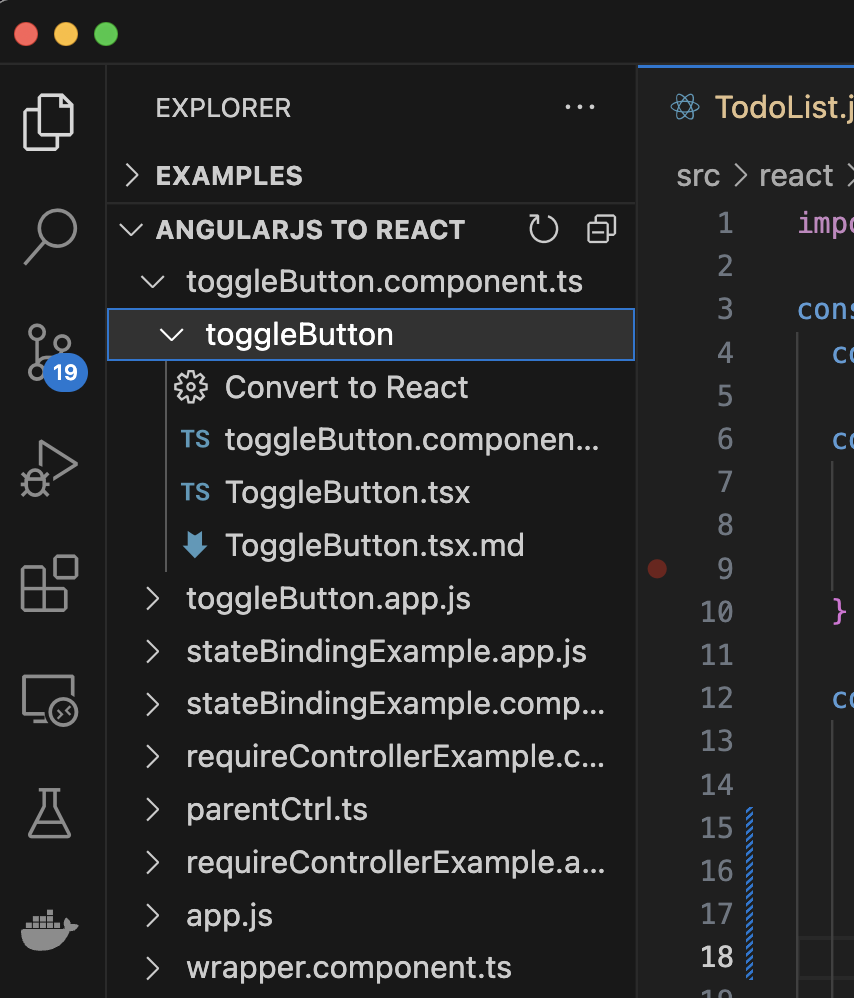 EXPLORER
EXAMPLES
ANGULARJS TO REACT
toggleButton.component.ts
toggleButton
Convert to React
TS toggleButton.componen...
TS ToggleButton.tsx
ToggleButton.tsx.md
toggleButton.app.js
stateBindingExample.app.js
stateBindingExample.comp...
requireControllerExample.c...
parentCtrl.ts
requireControllerExample.a...
app.js
wrapper.component.ts
19
TodoList.j
src > react >
1 impo
2
3 cons
4 co
5
6 co
7
8
9
10 }
11
12 co
13
14
15
16
17
18
19